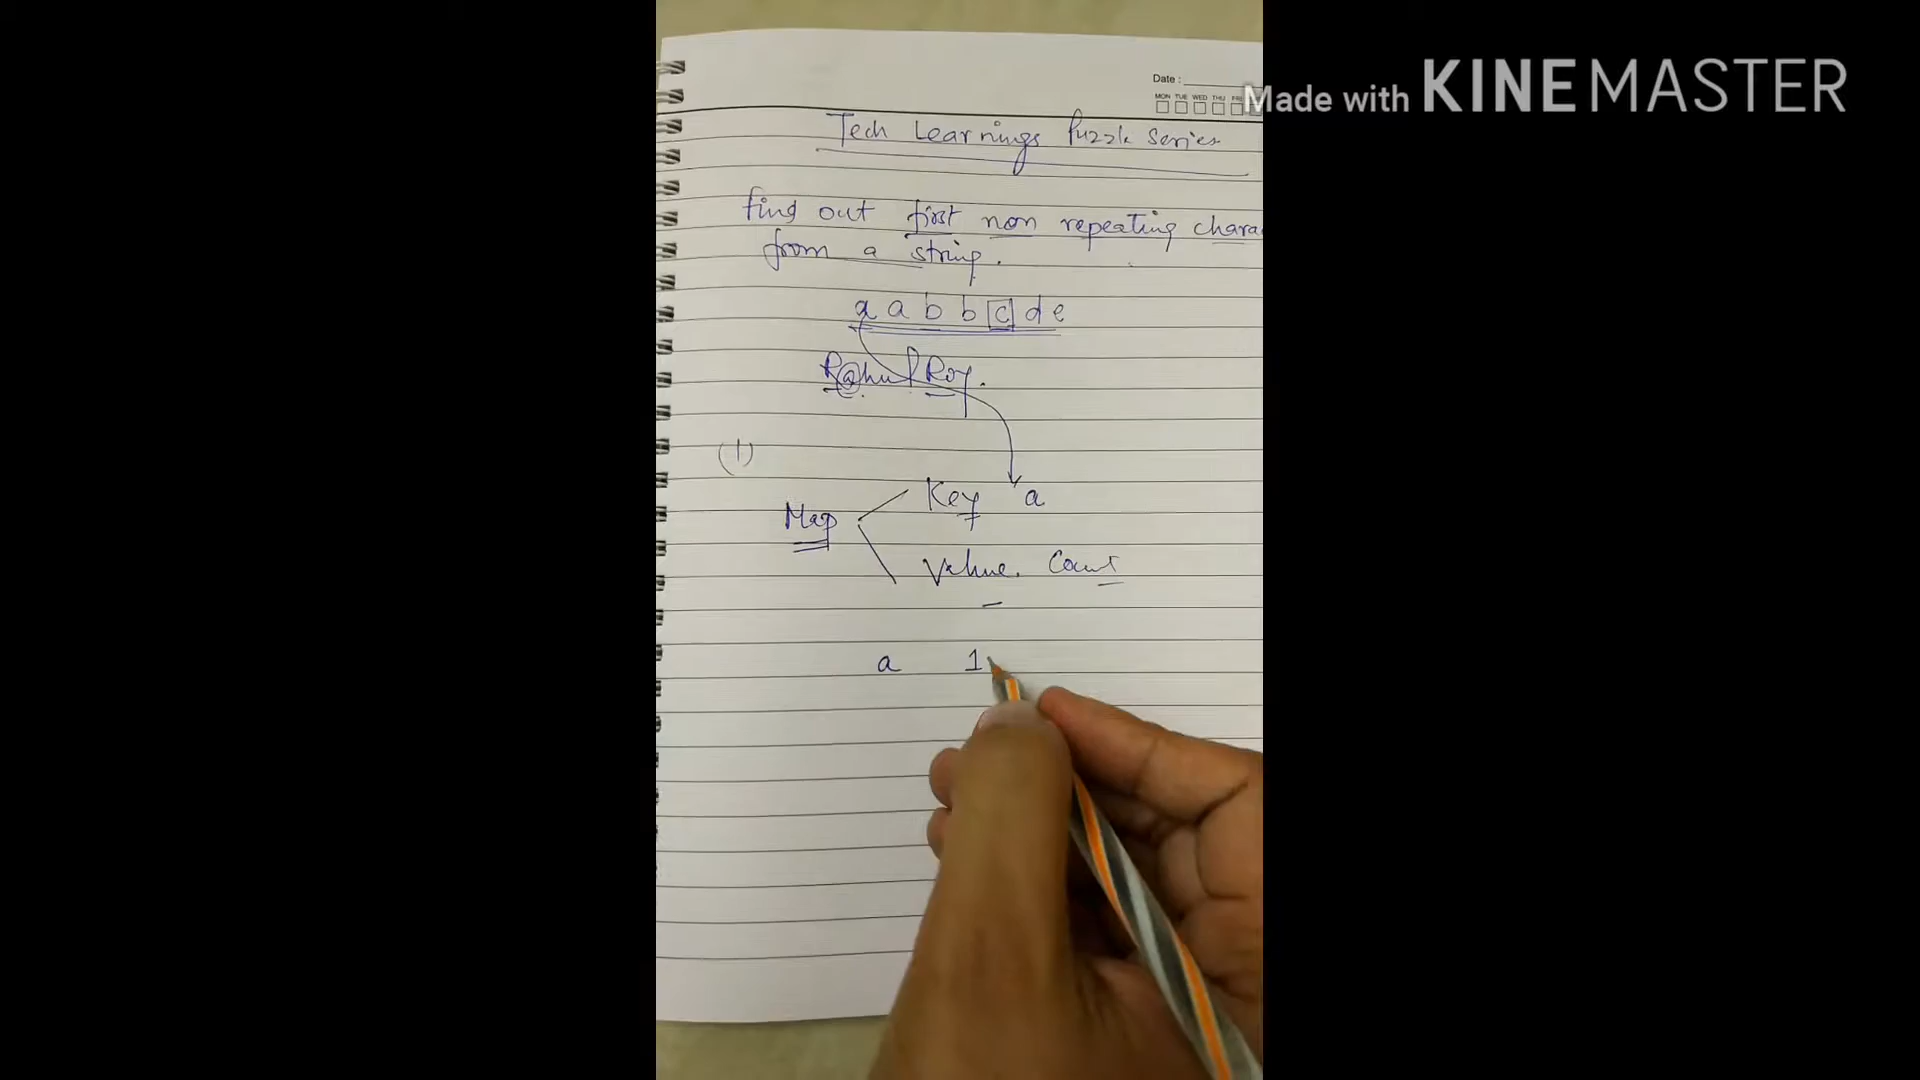 Made with KINEMASTER
Date :
MON TUE WED THU FRI
Tech Learnings Puzzle Series
find out first non repeating charac
from a string.
a a b b c d e
Rahul Roy.
(1)
Key a
Map
Value. Count
a 1